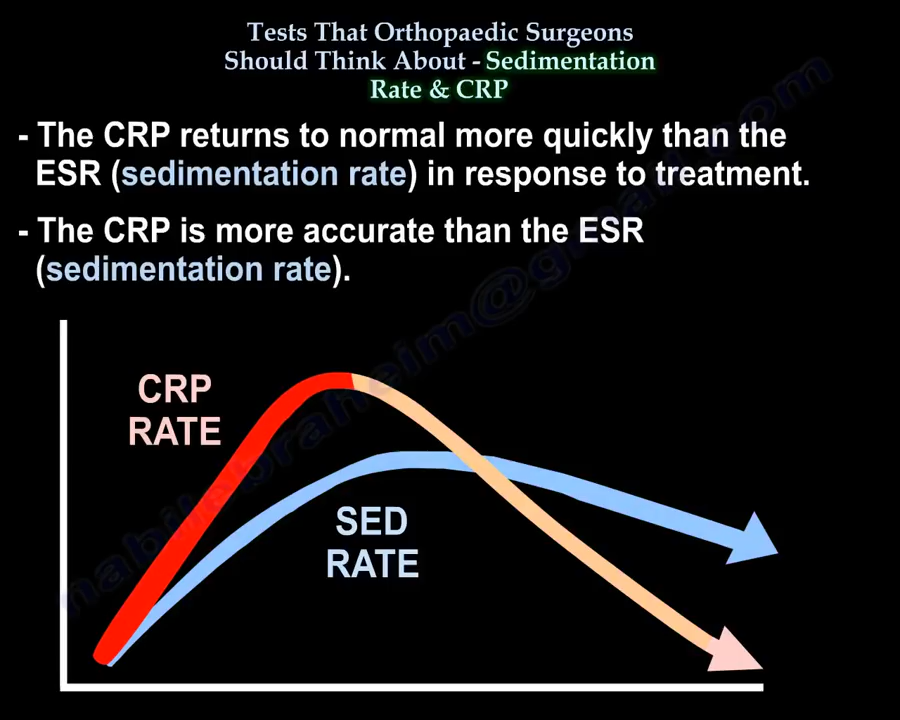 Tests That Orthopaedic Surgeons
Should Think About - Sedimentation
Rate & CRP
- The CRP returns to normal more quickly than the
ESR (sedimentation rate) in response to treatment.
- The CRP is more accurate than the ESR
(sedimentation rate).
CRP
RATE
SED
RATE